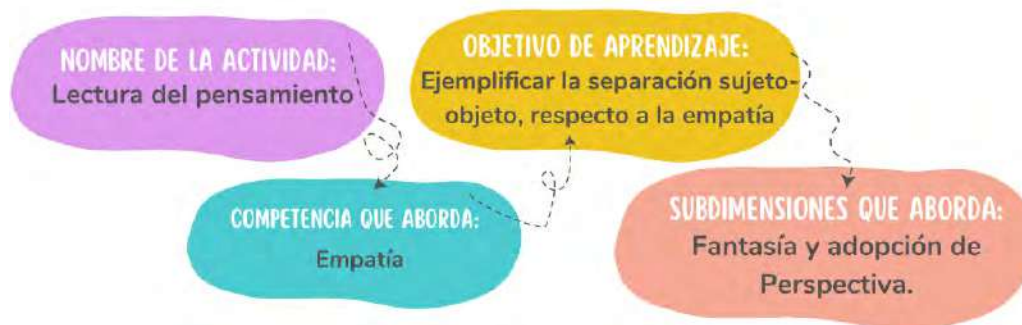 NOMBRE DE LA ACTIVIDAD:
Lectura del pensamiento
COMPETENCIA QUE ABORDA:
Empatía
OBJETIVO DE APRENDIZAJE:
Ejemplificar la separación sujeto-
objeto, respecto a la empatía
SUBDIMENSIONES QUE ABORDA:
Fantasía y adopción de
Perspectiva.